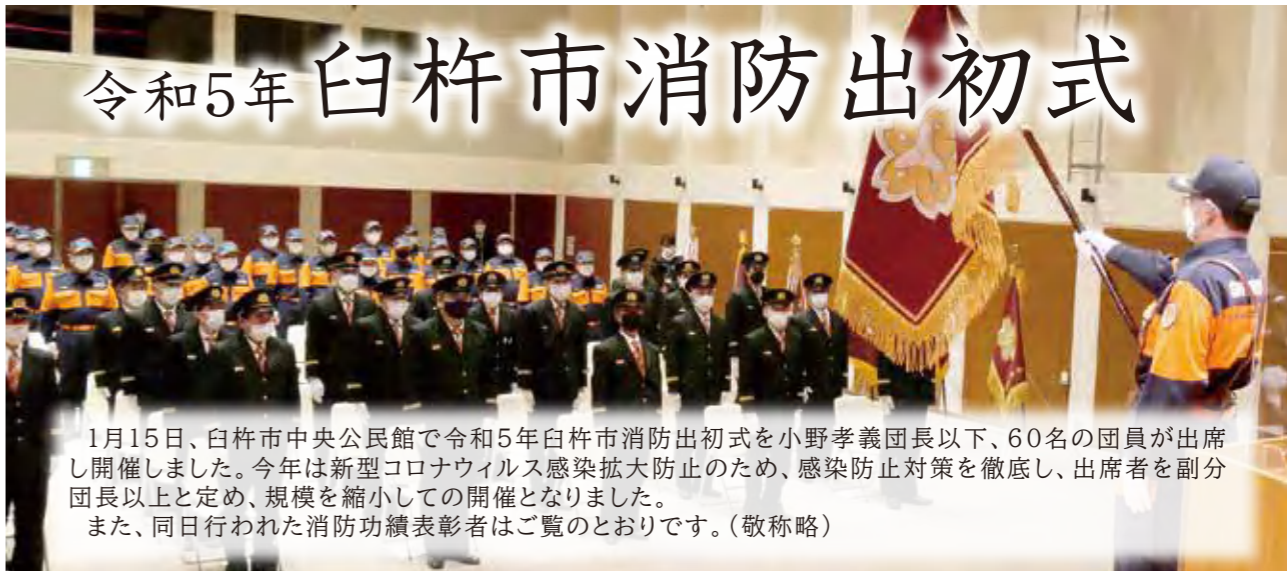 令和5年 臼杵市消防出初式
1月15日、臼杵市中央公民館で令和5年臼杵市消防出初式を小野孝義団長以下、60名の団員が出席
し開催しました。今年は新型コロナウィルス感染拡大防止のため、感染防止対策を徹底し、出席者を副分
団長以上と定め、規模を縮小しての開催となりました。
また、同日行われた消防功績表彰者はご覧のとおりです。（敬称略）